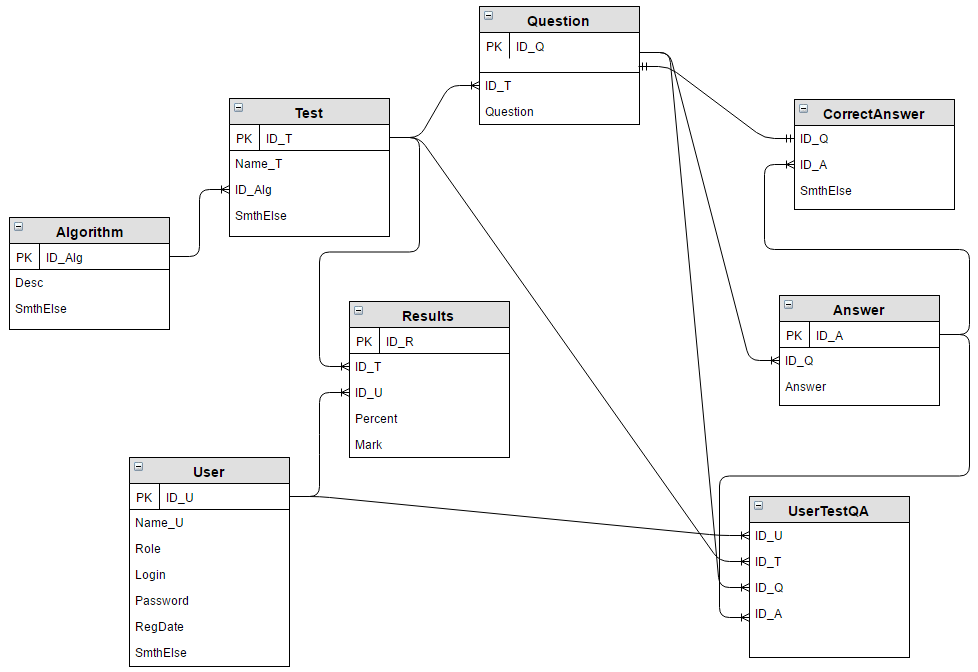 Question
PK ID_Q
ID_T
Question
Test
PK ID_T
Name_T
ID_Alg
SmthElse
CorrectAnswer
ID_Q
ID_A
SmthElse
Algorithm
PK ID_Alg
Desc
SmthElse
Results
PK ID_R
ID_T
ID_U
Percent
Mark
Answer
PK ID_A
ID_Q
Answer
User
PK ID_U
Name_U
Role
Login
Password
RegDate
SmthElse
UserTestQA
ID_U
ID_T
ID_Q
ID_A